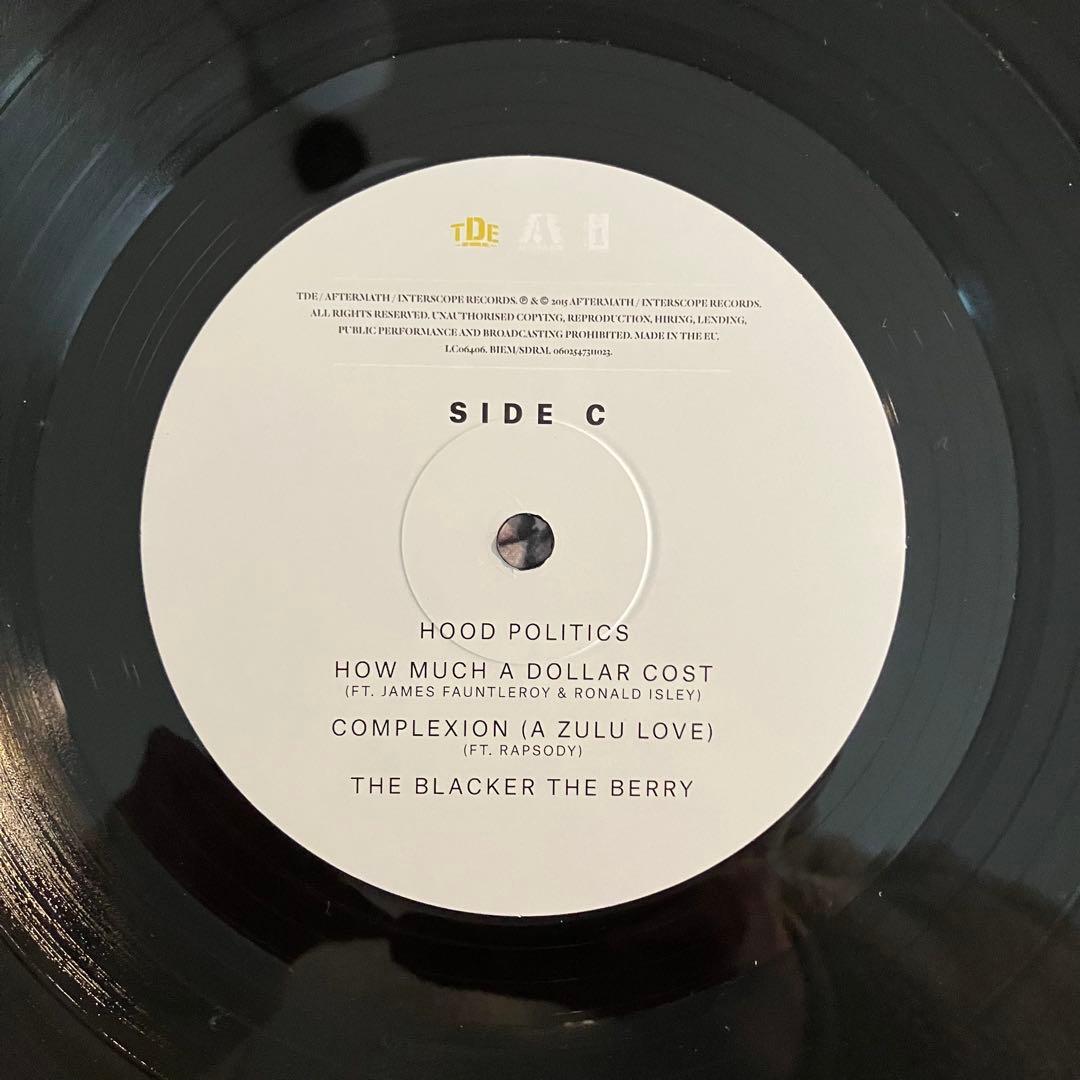 TDE
TDE / AFTERMATH / INTERSCOPE RECORDS. ℗ & © 2015 AFTERMATH / INTERSCOPE RECORDS.
ALL RIGHTS RESERVED. UNAUTHORISED COPYING, REPRODUCTION, HIRING, LENDING,
PUBLIC PERFORMANCE AND BROADCASTING PROHIBITED. MADE IN THE EU.
LC06406. BIEM/SDRM. 0602547311023.
SIDE C
HOOD POLITICS
HOW MUCH A DOLLAR COST
(FT. JAMES FAUNTLEROY & RONALD ISLEY)
COMPLEXION (A ZULU LOVE)
(FT. RAPSODY)
THE BLACKER THE BERRY